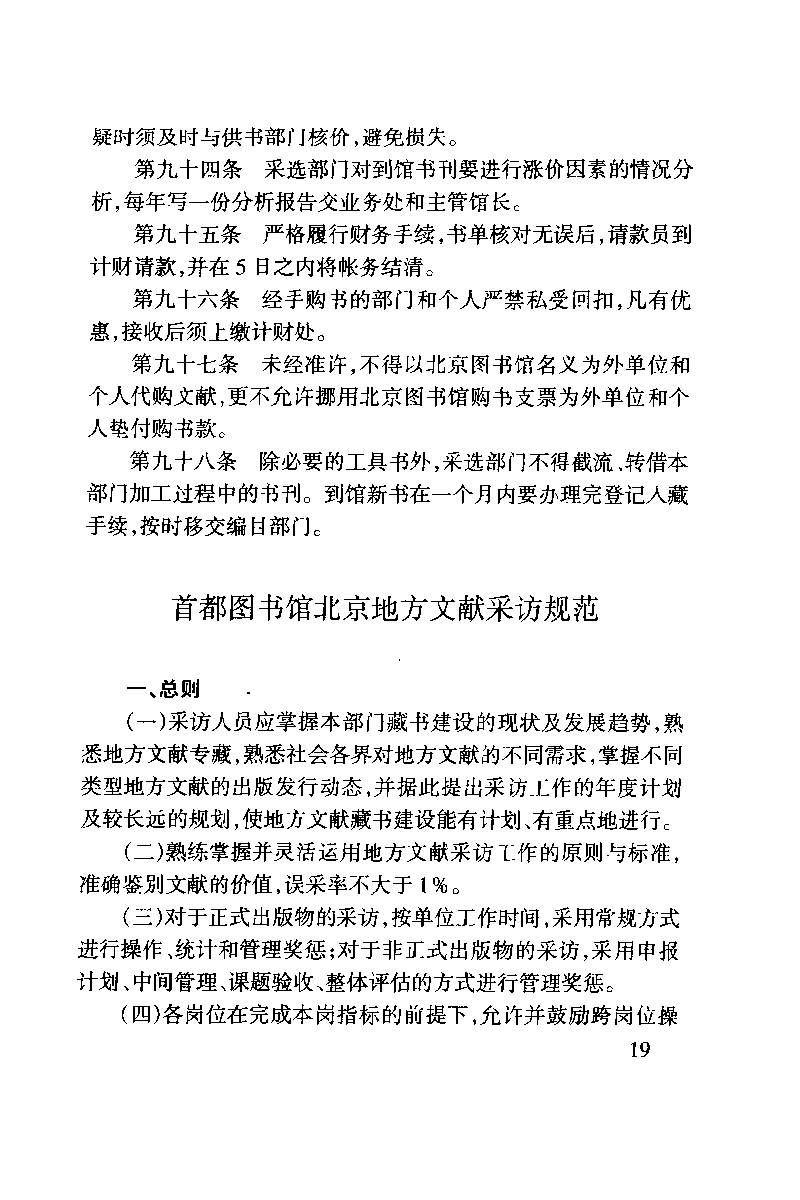 疑时须及时与供书部门核价,避免损失。
第九十四条　采选部门对到馆书刊要进行涨价因素的情况分
析,每年写一份分析报告交业务处和主管馆长。
第九十五条　严格履行财务手续,书单核对无误后,请款员到
计财请款,并在 5 日之内将帐务结清。
第九十六条　经手购书的部门和个人严禁私受回扣,凡有优
惠,接收后须上缴计财处。
第九十七条　未经准许,不得以北京图书馆名义为外单位和
个人代购文献,更不允许挪用北京图书馆购书支票为外单位和个
人垫付购书款。
第九十八条　除必要的工具书外,采选部门不得截流、转借本
部门加工过程中的书刊。到馆新书在一个月内要办理完登记入藏
手续,按时移交编目部门。
首都图书馆北京地方文献采访规范
一、总则
(一)采访人员应掌握本部门藏书建设的现状及发展趋势,熟
悉地方文献专藏,熟悉社会各界对地方文献的不同需求,掌握不同
类型地方文献的出版发行动态,并据此提出采访工作的年度计划
及较长远的规划,使地方文献藏书建设能有计划、有重点地进行。
(二)熟练掌握并灵活运用地方文献采访工作的原则与标准,
准确鉴别文献的价值,误采率不大于 1%。
(三)对于正式出版物的采访,按单位工作时间,采用常规方式
进行操作、统计和管理奖惩;对于非正式出版物的采访,采用申报
计划、中间管理、课题验收、整体评估的方式进行管理奖惩。
(四)各岗位在完成本岗指标的前提下,允许并鼓励跨岗位操
19